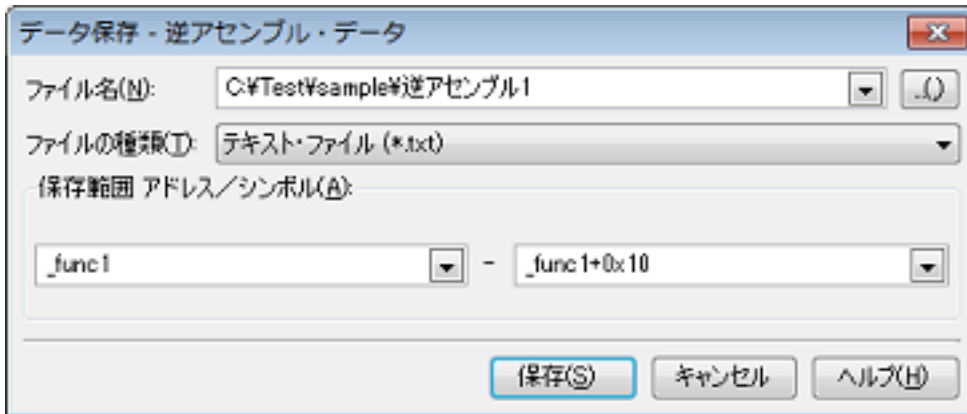 データ保存 - 逆アセンブル・データ
ファイル名(N): C:¥Test¥sample¥逆アセンブル1 ...()
ファイルの種類(T): テキスト・ファイル (*.txt)
保存範囲 アドレス／シンボル(A):
_func1 - _func1+0x10
保存(S) キャンセル ヘルプ(H)